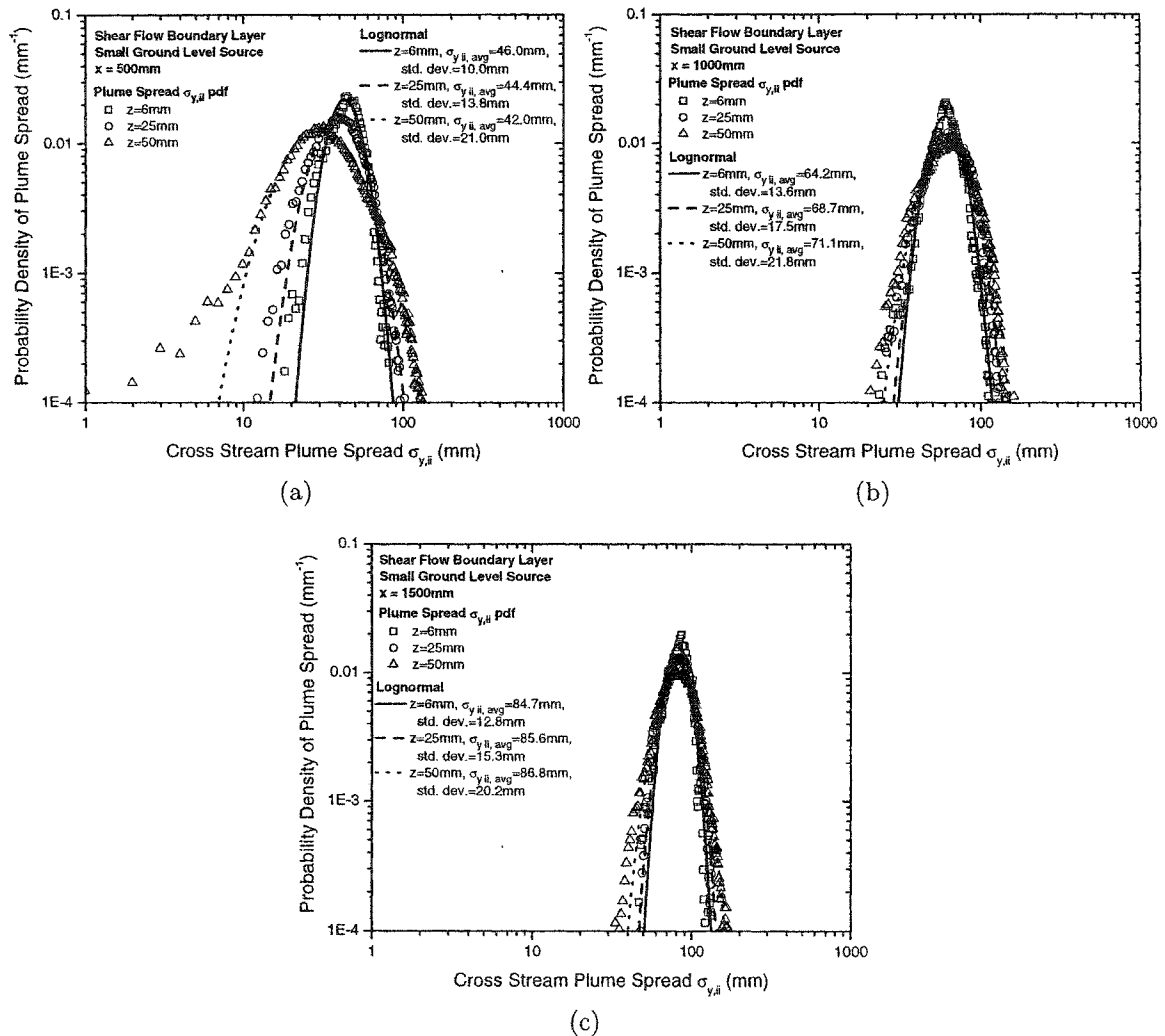 0.1
0.01
1E-3
1E-4
Probability Density of Plume Spread (mm⁻¹)
Shear Flow Boundary Layer
Small Ground Level Source
x = 500mm
Plume Spread σy,ii pdf
z=6mm
z=25mm
z=50mm
Lognormal
z=6mm, σy ii, avg=46.0mm,
std. dev.=10.0mm
z=25mm, σy ii, avg=44.4mm,
std. dev.=13.8mm
z=50mm, σy ii, avg=42.0mm,
std. dev.=21.0mm
1 10 100 1000
Cross Stream Plume Spread σy,ii (mm)
(a)
0.1
0.01
1E-3
1E-4
Probability Density of Plume Spread (mm⁻¹)
Shear Flow Boundary Layer
Small Ground Level Source
x = 1000mm
Plume Spread σy,ii pdf
z=6mm
z=25mm
z=50mm
Lognormal
z=6mm, σy ii, avg=64.2mm,
std. dev.=13.6mm
z=25mm, σy ii, avg=68.7mm,
std. dev.=17.5mm
z=50mm, σy ii, avg=71.1mm,
std. dev.=21.8mm
1 10 100 1000
Cross Stream Plume Spread σy,ii (mm)
(b)
0.1
0.01
1E-3
1E-4
Probability Density of Plume Spread (mm⁻¹)
Shear Flow Boundary Layer
Small Ground Level Source
x = 1500mm
Plume Spread σy,ii pdf
z=6mm
z=25mm
z=50mm
Lognormal
z=6mm, σy ii, avg=84.7mm,
std. dev.=12.8mm
z=25mm, σy ii, avg=85.6mm,
std. dev.=15.3mm
z=50mm, σy ii, avg=86.8mm,
std. dev.=20.2mm
1 10 100 1000
Cross Stream Plume Spread σy,ii (mm)
(c)